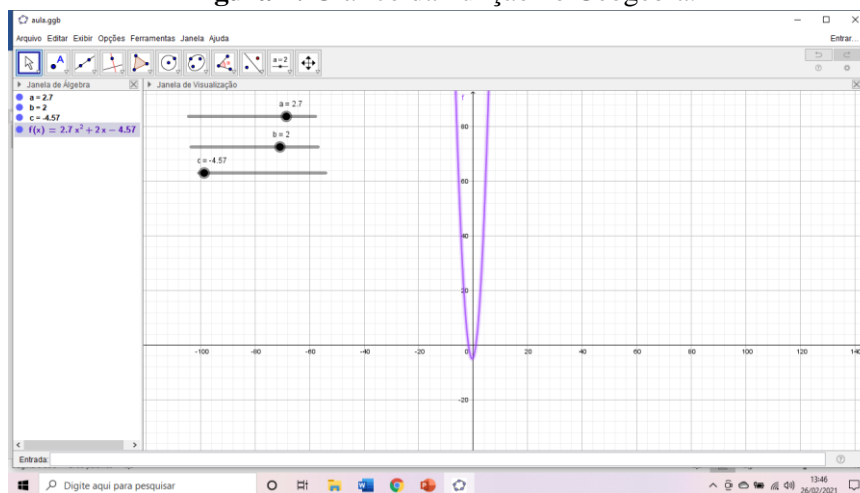 aula.ggb
Arquivo Editar Exibir Opções Ferramentas Janela Ajuda
Entrar...
a=2
Janela de Álgebra
Janela de Visualização
a = 2.7
b = 2
c = -4.57
f(x) = 2.7 x² + 2 x − 4.57
a = 2.7
b = 2
c = -4.57
f
80
60
40
20
0
-20
-100 -80 -60 -40 -20 20 40 60 80 100 120
Entrada:
Digite aqui para pesquisar
13:46
26/02/2021